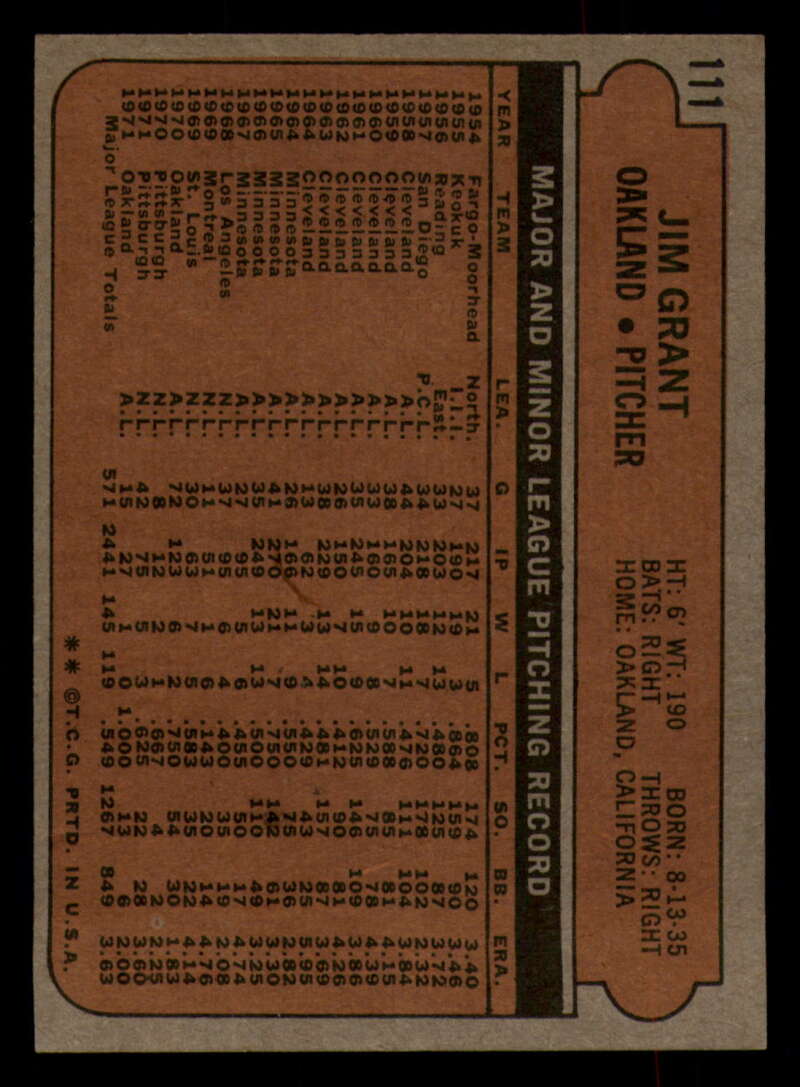 111
JIM GRANT
OAKLAND • PITCHER
HT: 6' WT: 190 BORN: 8-13-35
BATS: RIGHT THROWS: RIGHT
HOME: OAKLAND, CALIFORNIA
MAJOR AND MINOR LEAGUE PITCHING RECORD
YEAR TEAM LEA. G IP W L PCT. SO. BB. ERA.
1954 Fargo-Moorhead North. 37 217 21 5 .808 174 120 3.40
1955 Keokuk I.I.I. 27 190 19 3 .864 159 90 3.46
1956 Reading East. 33 203 12 13 .480 125 87 3.72
1957 San Diego P.C.L. 34 218 18 7 .720 178 102 2.32
1958 Cleveland A.L. 44 204 10 11 .476 111 104 3.84
1959 Cleveland A.L. 38 165 10 7 .588 85 81 4.15
1960 Cleveland A.L. 33 160 9 8 .529 75 78 4.39
1961 Cleveland A.L. 35 245 15 9 .625 146 109 3.86
1962 Cleveland A.L. 26 150 7 10 .412 90 81 4.26
1963 Cleveland A.L. 38 229 13 14 .481 157 87 3.69
1964 Cleveland A.L. 13 62 3 4 .429 43 25 5.95
1964 Minnesota A.L. 26 166 11 9 .550 75 36 2.82
1965 Minnesota A.L. 41 270 21 7 .750 142 61 3.30
1966 Minnesota A.L. 35 249 13 13 .500 110 49 3.25
1967 Minnesota A.L. 27 95 5 6 .455 50 17 4.74
1968 Los Angeles N.L. 37 95 6 4 .400 35 19 2.08
1969 Montreal N.L. 11 51 1 6 .143 20 14 4.76
1969 St. Louis N.L. 30 63 7 5 .583 35 22 4.14
1970 Oakland A.L. 72 123 6 2 .750 54 30 1.83
1970 Pittsburgh N.L. 8 12 2 1 .667 4 2 2.25
1971 Pittsburgh N.L. 42 75 5 3 .625 22 28 3.60
1971 Oakland A.L. 15 27 1 0 1.000 13 6 2.00
Major League Totals 571 2441 145 119 .549 1267 849 3.63
** ©T.C.G. PRTD. IN U.S.A.